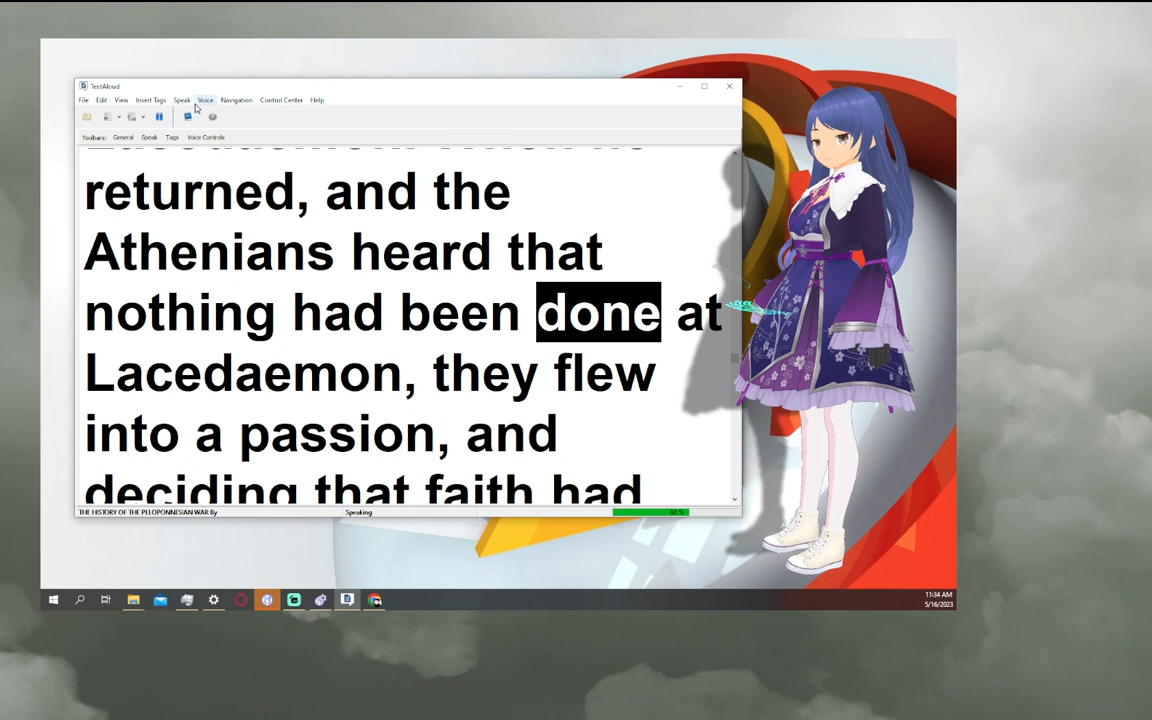 TextAloud
File Edit View Insert Tags Speak Voice Navigation Control Center Help
Toolbars: General Speak Tags Voice Controls
returned, and the
Athenians heard that
nothing had been done at
Lacedaemon, they flew
into a passion, and
deciding that faith had
THE HISTORY OF THE PELOPONNESIAN WAR By Speaking
11:34 AM
5/16/2023